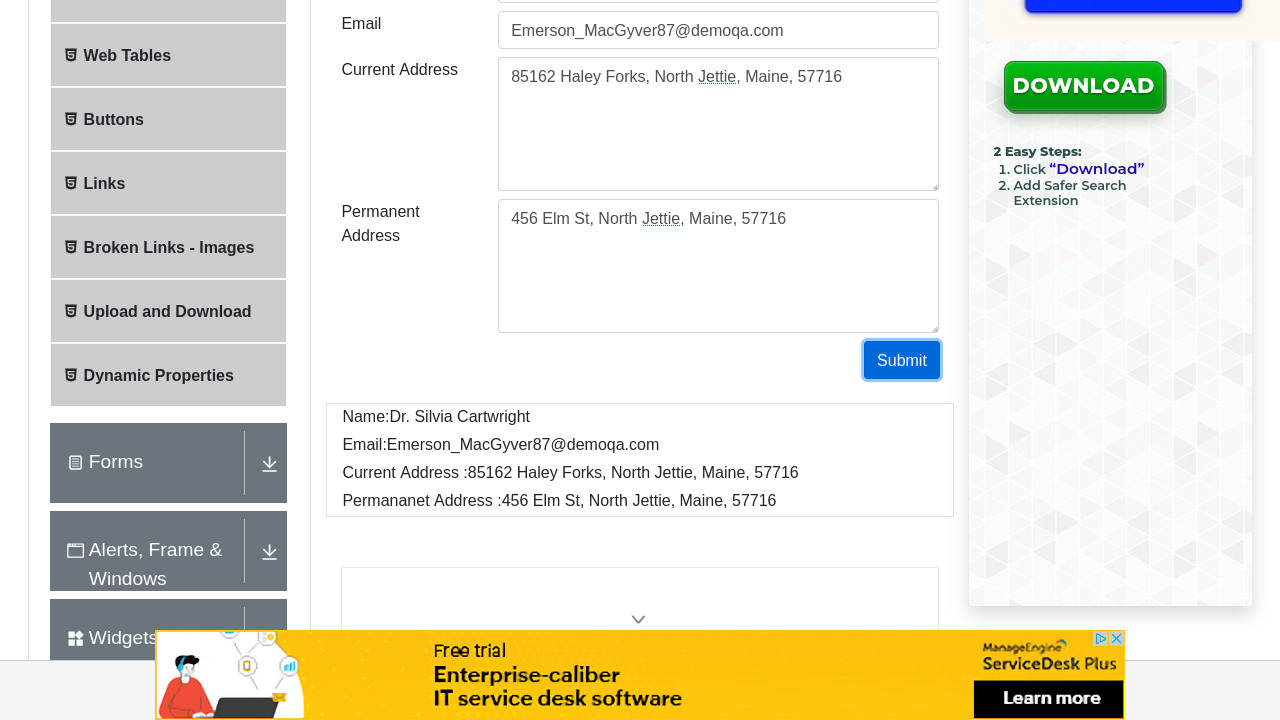 Web Tables
Buttons
Links
Broken Links - Images
Upload and Download
Dynamic Properties
Forms
Alerts, Frame &
Windows
Widgets
Email
Emerson_MacGyver87@demoqa.com
Current Address
85162 Haley Forks, North Jettie, Maine, 57716
Permanent
Address
456 Elm St, North Jettie, Maine, 57716
Submit
Name:Dr. Silvia Cartwright
Email:Emerson_MacGyver87@demoqa.com
Current Address :85162 Haley Forks, North Jettie, Maine, 57716
Permananet Address :456 Elm St, North Jettie, Maine, 57716
DOWNLOAD
2 Easy Steps:
1. Click “Download”
2. Add Safer Search
Extension
Free trial
Enterprise-caliber
IT service desk software
ManageEngine
ServiceDesk Plus
Learn more